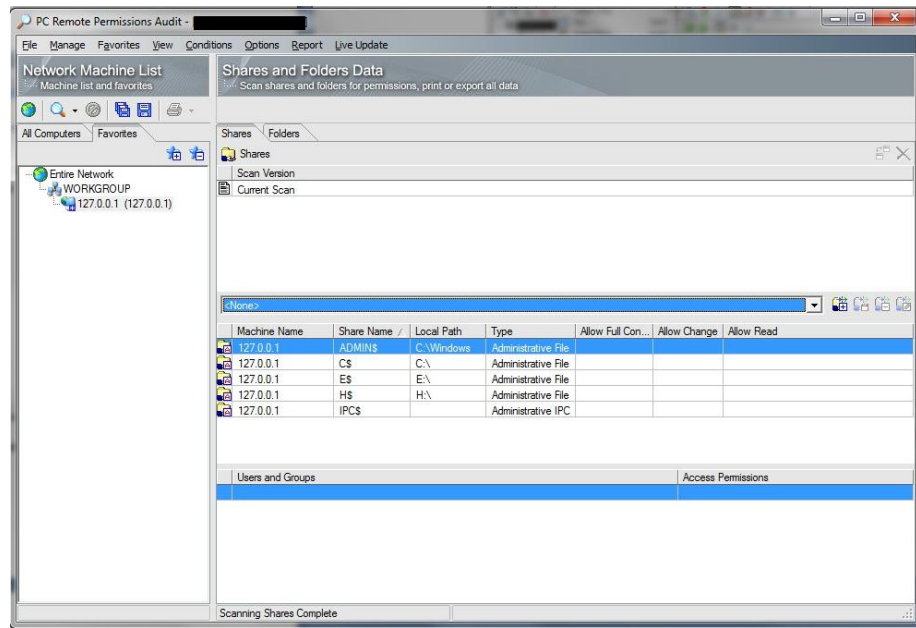 PC Remote Permissions Audit -
File Manage Favorites View Conditions Options Report Live Update
Network Machine List
Machine list and favorites
Shares and Folders Data
Scan shares and folders for permissions, print or export all data
All Computers Favorites
Shares Folders
Shares
Entire Network
WORKGROUP
127.0.0.1 (127.0.0.1)
Scan Version
Current Scan
<None>
Machine Name Share Name Local Path Type Allow Full Con... Allow Change Allow Read
127.0.0.1 ADMIN$ C:\Windows Administrative File
127.0.0.1 C$ C:\ Administrative File
127.0.0.1 E$ E:\ Administrative File
127.0.0.1 H$ H:\ Administrative File
127.0.0.1 IPC$ Administrative IPC
Users and Groups Access Permissions
Scanning Shares Complete